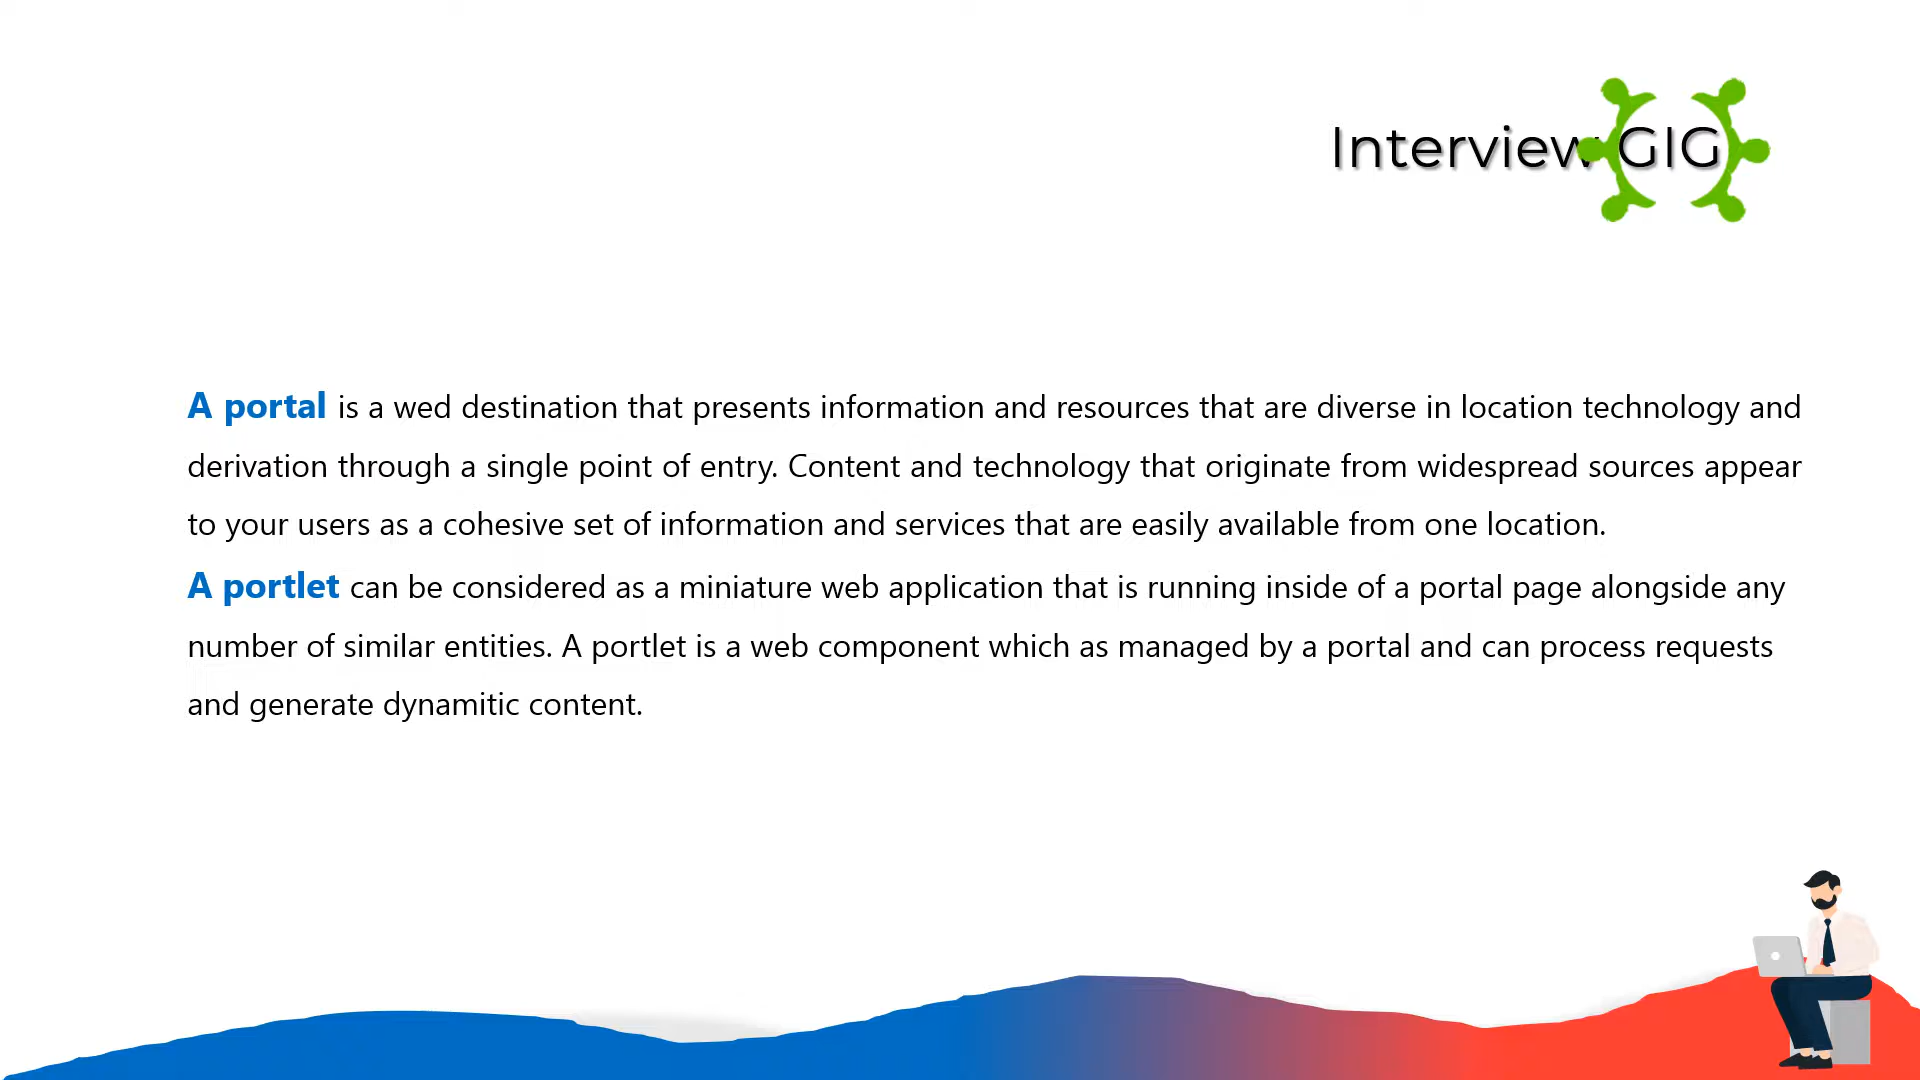 Interview GIG
A portal is a wed destination that presents information and resources that are diverse in location technology and
derivation through a single point of entry. Content and technology that originate from widespread sources appear
to your users as a cohesive set of information and services that are easily available from one location.
A portlet can be considered as a miniature web application that is running inside of a portal page alongside any
number of similar entities. A portlet is a web component which as managed by a portal and can process requests
and generate dynamitic content.